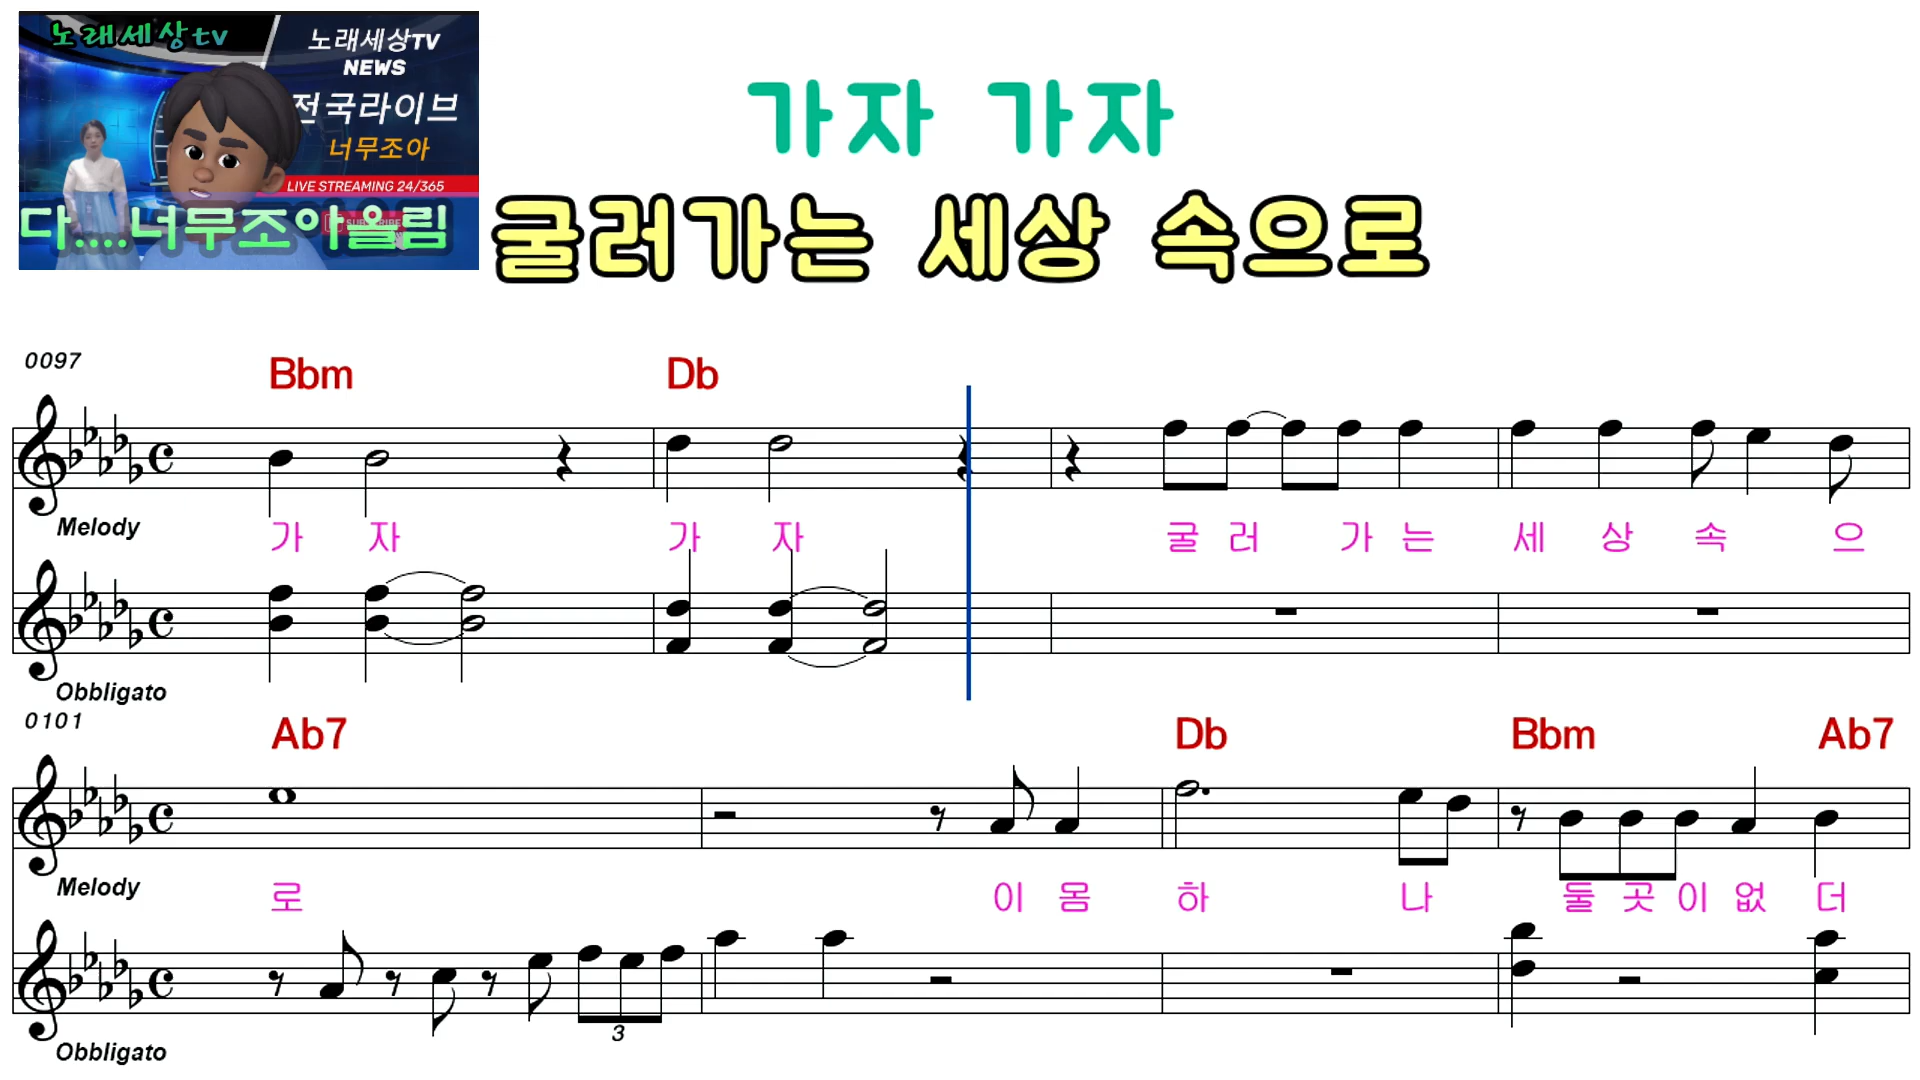 노래세상tv
노래세상TV
NEWS
전국라이브
너무조아
LIVE STREAMING 24/365
다....너무조아올림
가자 가자
굴러가는 세상 속으로
0097
Bbm Db
Melody
가 자 가 자 굴 러 가 는 세 상 속 으
Obbligato
0101
Ab7 Db Bbm Ab7
Melody
로 이 몸 하 나 둘 곳 이 없 더
3
Obbligato